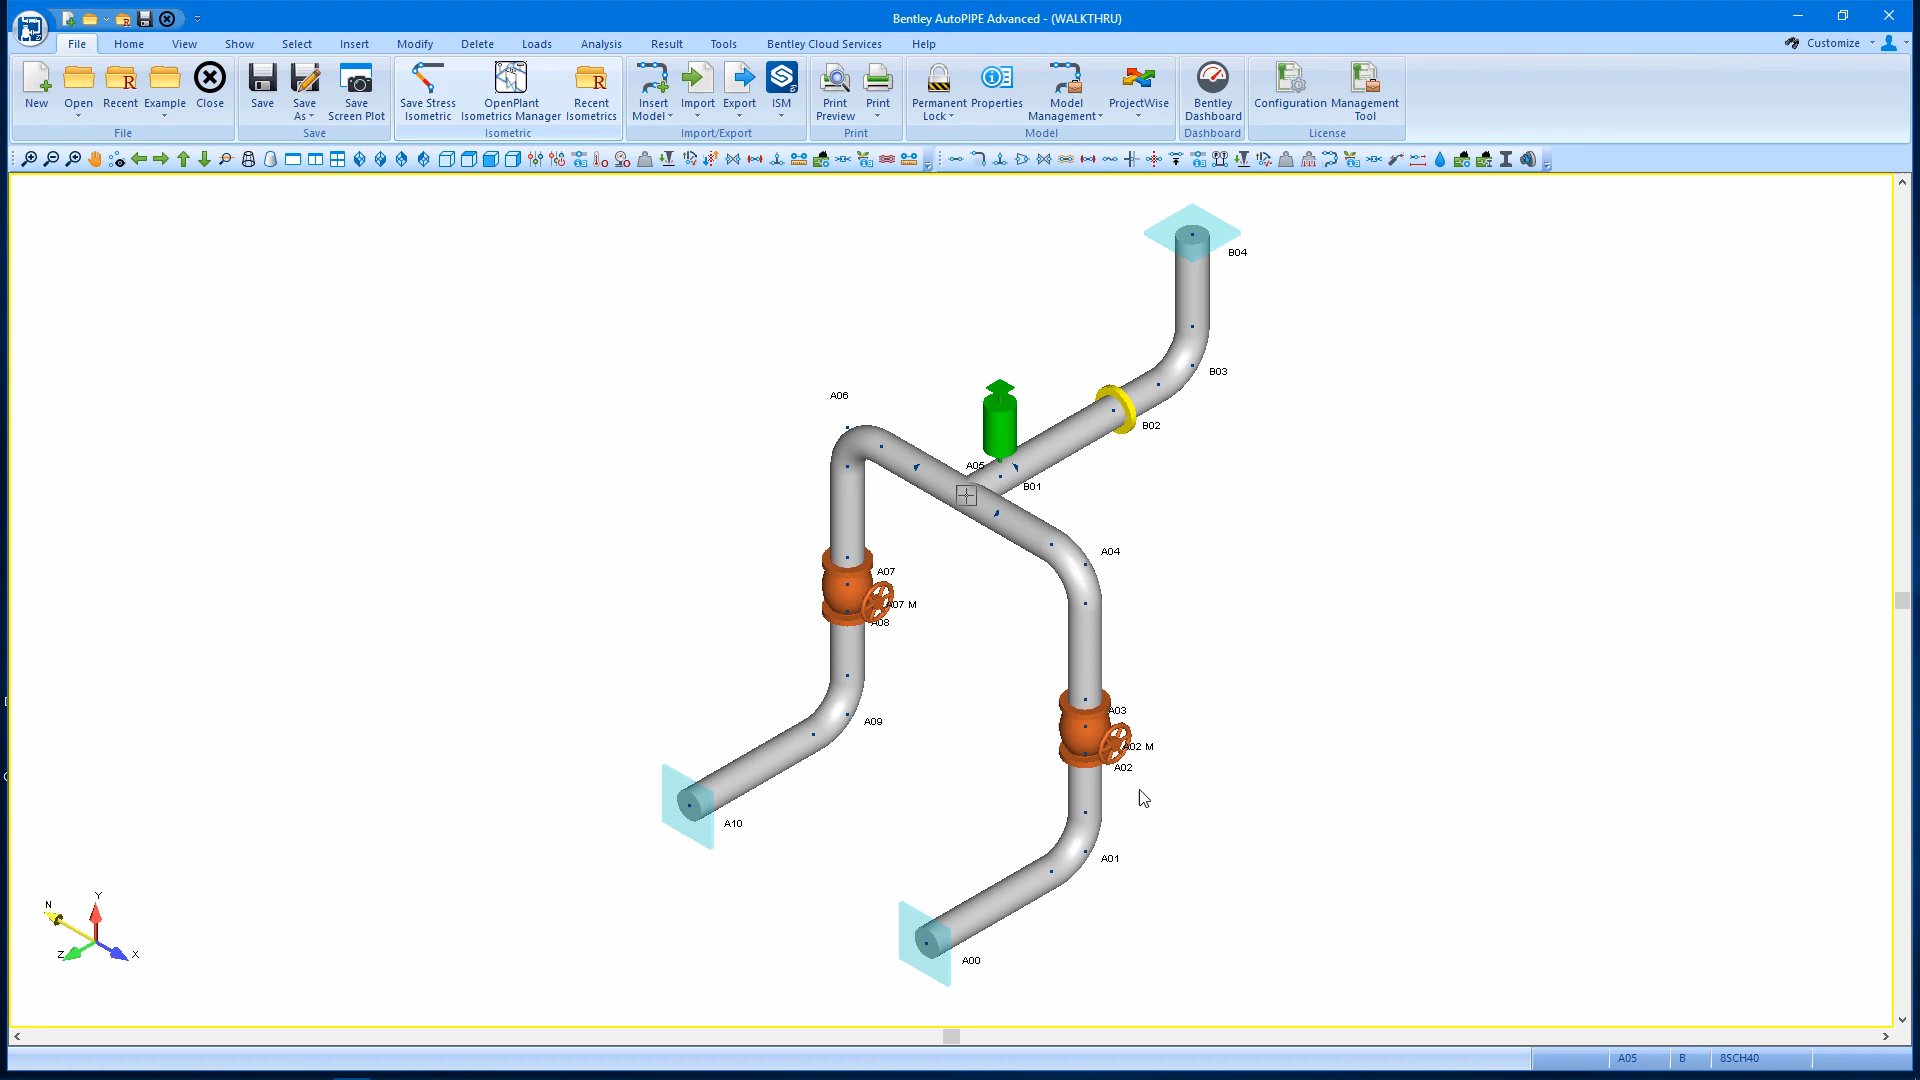 Bentley AutoPIPE Advanced - (WALKTHRU)
File Home View Show Select Insert Modify Delete Loads Analysis Result Tools Bentley Cloud Services Help Customize
New Open Recent Example Close Save Save As Save Screen Plot Save Stress Isometric OpenPlant Isometrics Manager Recent Isometrics Insert Model Import Export ISM Print Preview Print Permanent Lock Properties Model Management ProjectWise Bentley Dashboard Configuration Management Tool
File Save Isometric Import/Export Print Model Dashboard License
B04
B03
A06
B02
A05
B01
A04
A07
A07 M
A08
A03
A09
A02 M
A02
A10
A01
N Y
Z X
A00
A05 B 8SCH40